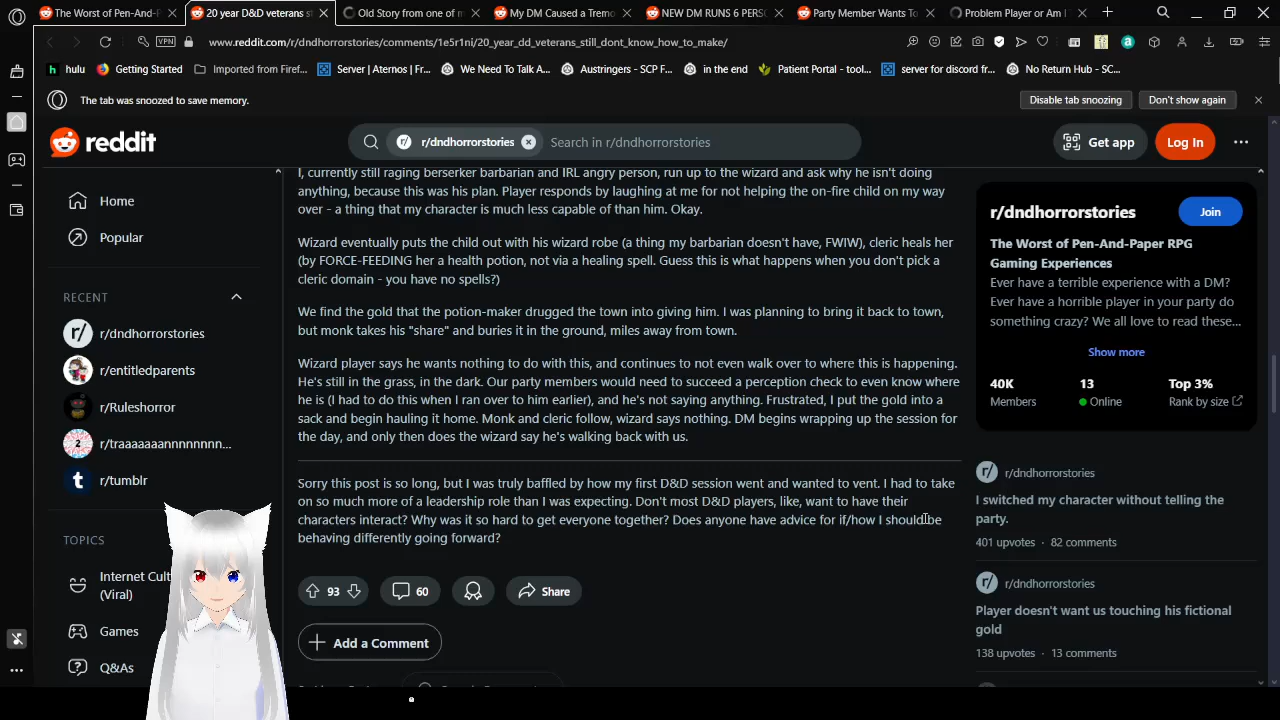 The Worst of Pen-And-P
20 year D&D veterans s
Old Story from one of m
My DM Caused a Tremo
NEW DM RUNS 6 PERS
Party Member Wants To
Problem Player or Am I
VPN
www.reddit.com/r/dndhorrorstories/comments/1e5r1ni/20_year_dd_veterans_still_dont_know_how_to_make/
hulu
Getting Started
Imported from Firef...
Server | Aternos | Fr...
We Need To Talk A...
Austringers - SCP F...
in the end
Patient Portal - tool...
server for discord fr...
No Return Hub - SC...
The tab was snoozed to save memory.
Disable tab snoozing
Don't show again
reddit
r/dndhorrorstories
Search in r/dndhorrorstories
Get app
Log In
Home
Popular
RECENT
r/dndhorrorstories
r/entitledparents
r/Ruleshorror
r/traaaaaaannnnnnnn...
r/tumblr
TOPICS
Internet Cult
(Viral)
Games
Q&As
I, currently still raging berserker barbarian and IRL angry person, run up to the wizard and ask why he isn't doing
anything, because this was his plan. Player responds by laughing at me for not helping the on-fire child on my way
over - a thing that my character is much less capable of than him. Okay.
Wizard eventually puts the child out with his wizard robe (a thing my barbarian doesn't have, FWIW), cleric heals her
(by FORCE-FEEDING her a health potion, not via a healing spell. Guess this is what happens when you don't pick a
cleric domain - you have no spells?)
We find the gold that the potion-maker drugged the town into giving him. I was planning to bring it back to town,
but monk takes his "share" and buries it in the ground, miles away from town.
Wizard player says he wants nothing to do with this, and continues to not even walk over to where this is happening.
He's still in the grass, in the dark. Our party members would need to succeed a perception check to even know where
he is (I had to do this when I ran over to him earlier), and he's not saying anything. Frustrated, I put the gold into a
sack and begin hauling it home. Monk and cleric follow, wizard says nothing. DM begins wrapping up the session for
the day, and only then does the wizard say he's walking back with us.
Sorry this post is so long, but I was truly baffled by how my first D&D session went and wanted to vent. I had to take
on so much more of a leadership role than I was expecting. Don't most D&D players, like, want to have their
characters interact? Why was it so hard to get everyone together? Does anyone have advice for if/how I should be
behaving differently going forward?
93
60
Share
Add a Comment
r/dndhorrorstories
Join
The Worst of Pen-And-Paper RPG
Gaming Experiences
Ever have a terrible experience with a DM?
Ever have a horrible player in your party do
something crazy? We all love to read these...
Show more
40K
Members
13
Online
Top 3%
Rank by size
r/dndhorrorstories
I switched my character without telling the
party.
401 upvotes · 82 comments
r/dndhorrorstories
Player doesn't want us touching his fictional
gold
138 upvotes · 13 comments